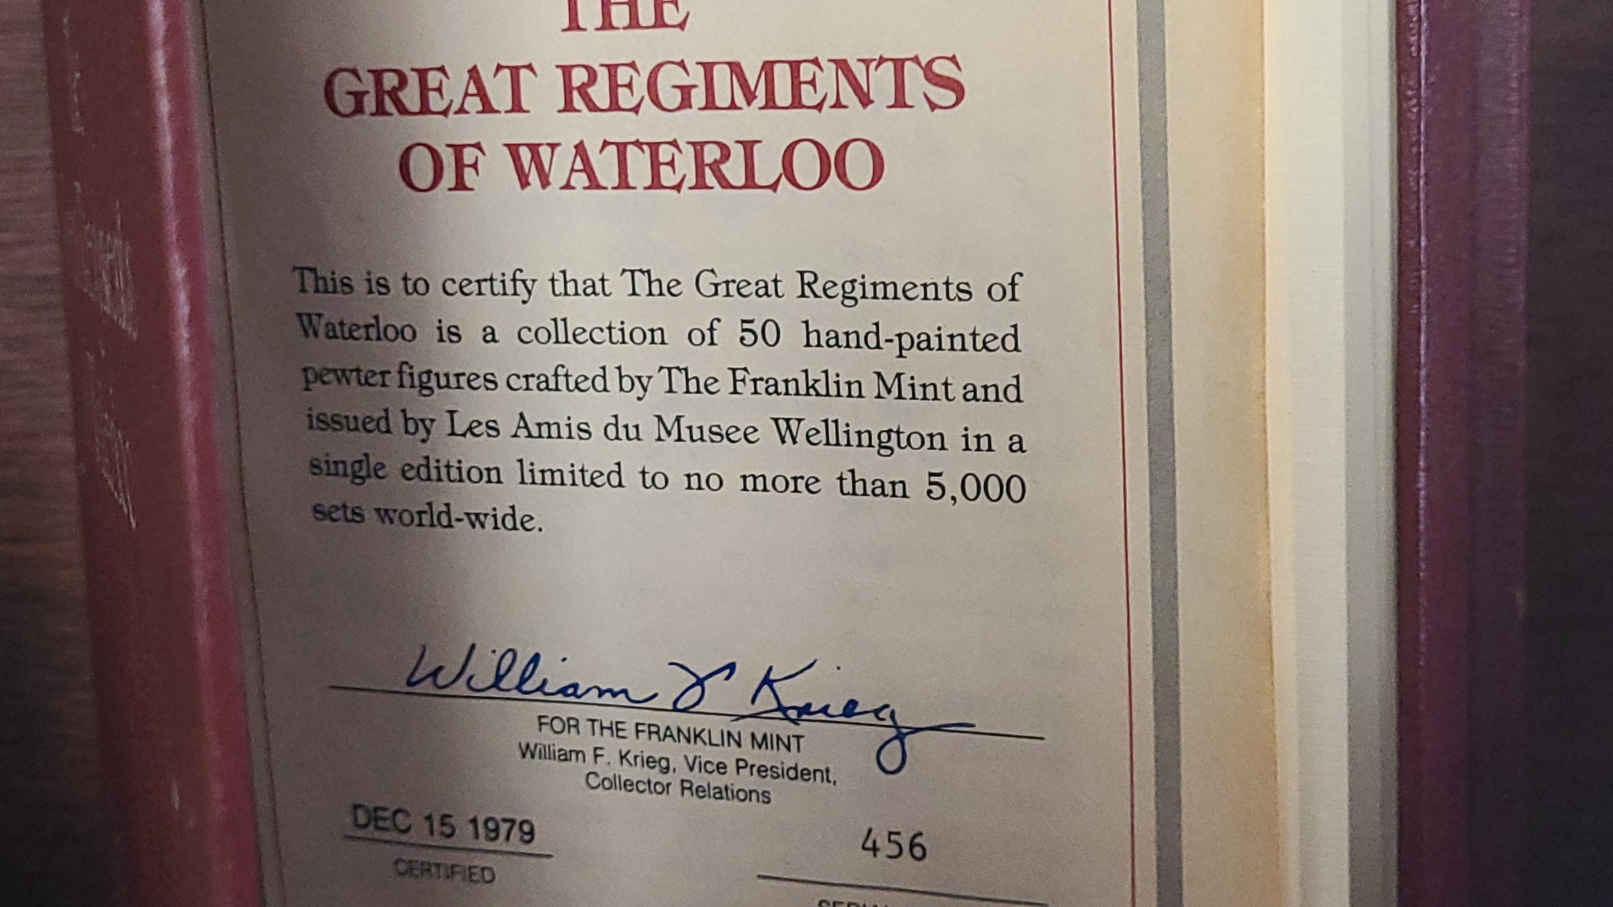 THE
GREAT REGIMENTS
OF WATERLOO
This is to certify that The Great Regiments of
Waterloo is a collection of 50 hand-painted
pewter figures crafted by The Franklin Mint and
issued by Les Amis du Musee Wellington in a
single edition limited to no more than 5,000
sets world-wide.
William F Krieg
FOR THE FRANKLIN MINT
William F. Krieg, Vice President,
Collector Relations
DEC 15 1979
CERTIFIED
456